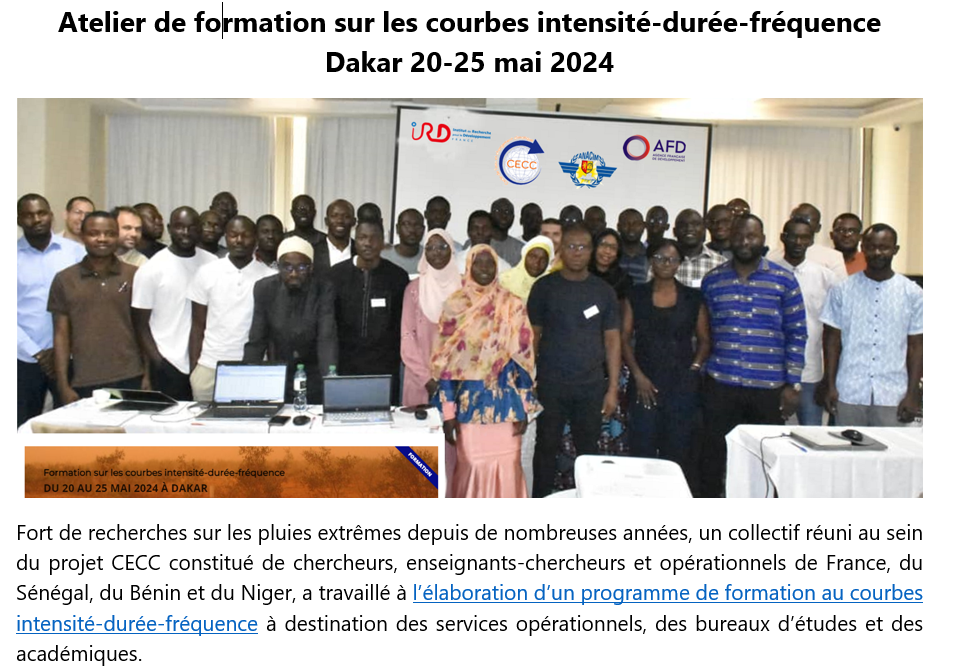 Atelier de formation sur les courbes intensité-durée-fréquence
Dakar 20-25 mai 2024
IRD
Institut de Recherche
pour le Développement
FRANCE
CECC
ANACIM
AFD
AGENCE FRANÇAISE
DE DÉVELOPPEMENT
FORMATION
Formation sur les courbes intensité-durée-fréquence
DU 20 AU 25 MAI 2024 À DAKAR
Fort de recherches sur les pluies extrêmes depuis de nombreuses années, un collectif réuni au sein
du projet CECC constitué de chercheurs, enseignants-chercheurs et opérationnels de France, du
Sénégal, du Bénin et du Niger, a travaillé à l’élaboration d’un programme de formation au courbes
intensité-durée-fréquence à destination des services opérationnels, des bureaux d’études et des
académiques.